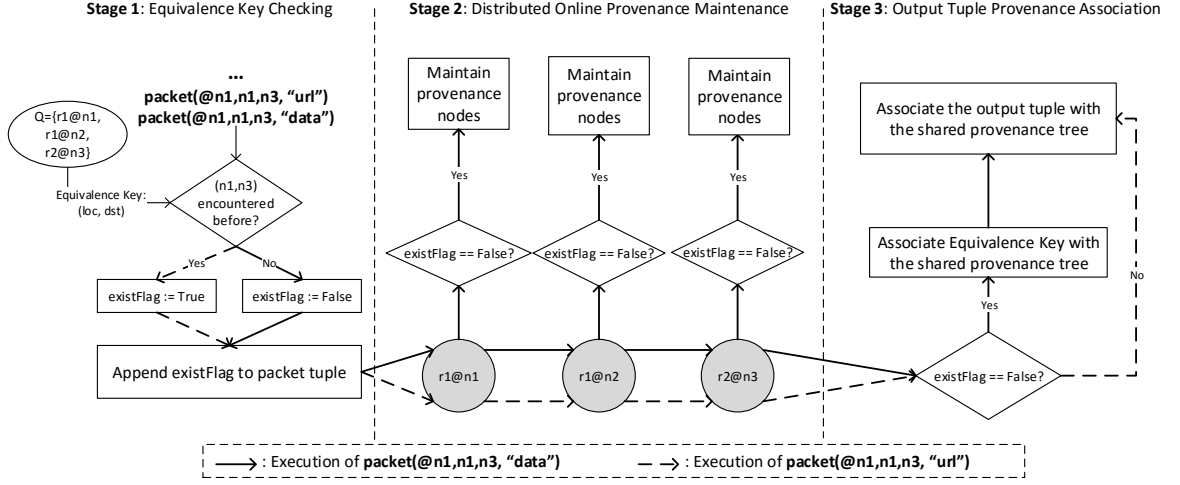 Stage 1: Equivalence Key Checking
Stage 2: Distributed Online Provenance Maintenance
Stage 3: Output Tuple Provenance Association
...
packet(@n1,n1,n3, “url”)
packet(@n1,n1,n3, “data”)
Q={r1@n1,
r1@n2,
r2@n3}
Equivalence Key:
(loc, dst)
(n1,n3)
encountered
before?
Yes
No
existFlag := True
existFlag := False
Append existFlag to packet tuple
Maintain
provenance
nodes
Maintain
provenance
nodes
Maintain
provenance
nodes
Yes
Yes
Yes
existFlag == False?
existFlag == False?
existFlag == False?
r1@n1
r1@n2
r2@n3
Associate the output tuple with
the shared provenance tree
Associate Equivalence Key with
the shared provenance tree
No
Yes
existFlag == False?
: Execution of packet(@n1,n1,n3, “data”)
: Execution of packet(@n1,n1,n3, “url”)